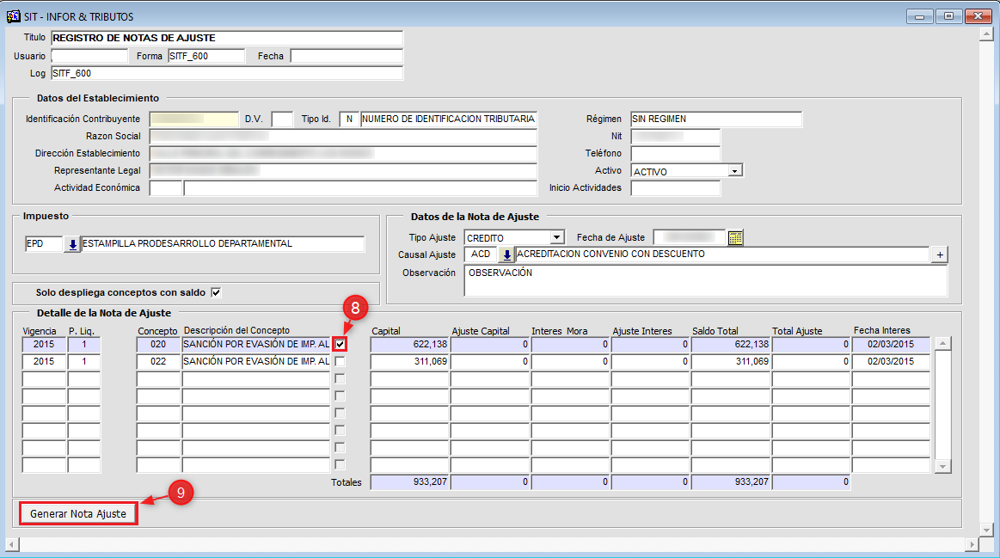 SIT - INFOR & TRIBUTOS
Titulo REGISTRO DE NOTAS DE AJUSTE
Usuario Forma SITF_600 Fecha
Log SITF_600
Datos del Establecimiento
Identificación Contribuyente D.V. Tipo Id. N NUMERO DE IDENTIFICACION TRIBUTARIA Régimen SIN REGIMEN
Razon Social Nit
Dirección Establecimiento Teléfono
Representante Legal Activo ACTIVO
Actividad Económica Inicio Actividades
Impuesto
EPD ESTAMPILLA PRODESARROLLO DEPARTAMENTAL
Datos de la Nota de Ajuste
Tipo Ajuste CREDITO Fecha de Ajuste
Causal Ajuste ACD ACREDITACION CONVENIO CON DESCUENTO +
Observación OBSERVACIÓN
Solo despliega conceptos con saldo
8
Detalle de la Nota de Ajuste
Vigencia P. Liq. Concepto Descripción del Concepto Capital Ajuste Capital Interes Mora Ajuste Interes Saldo Total Total Ajuste Fecha Interes
2015 1 020 SANCIÓN POR EVASIÓN DE IMP. AL 622,138 0 0 0 622,138 0 02/03/2015
2015 1 022 SANCIÓN POR EVASIÓN DE IMP. AL 311,069 0 0 0 311,069 0 02/03/2015
Totales 933,207 0 0 0 933,207 0
9
Generar Nota Ajuste